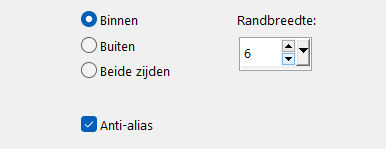 Binnen
Buiten
Beide zijden
Anti-alias
Randbreedte:
6